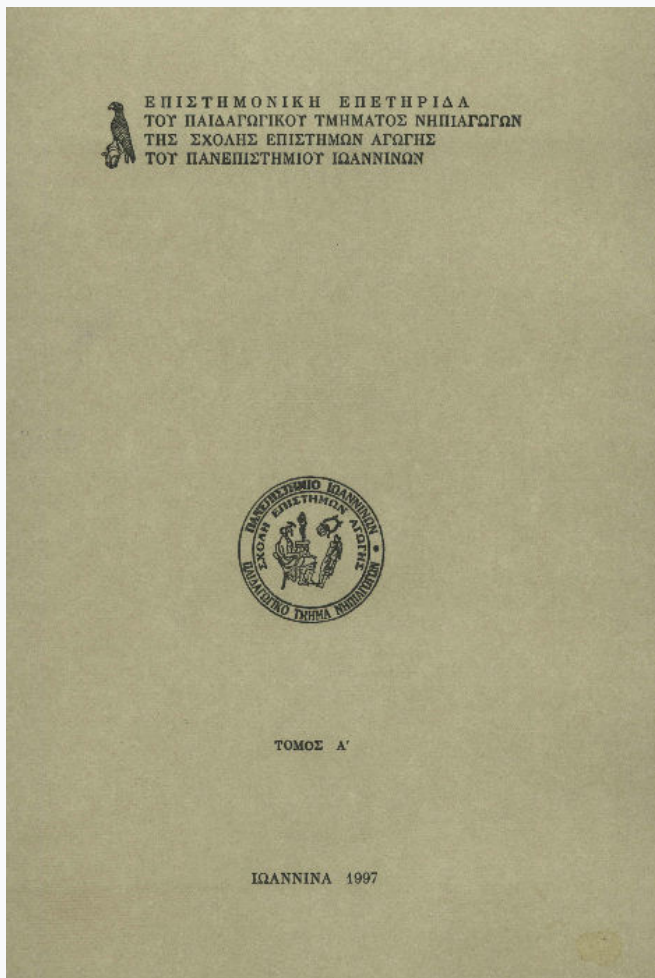 ΕΠΙΣΤΗΜΟΝΙΚΗ ΕΠΕΤΗΡΙΔΑ
ΤΟΥ ΠΑΙΔΑΓΩΓΙΚΟΥ ΤΜΗΜΑΤΟΣ ΝΗΠΙΑΓΩΓΩΝ
ΤΗΣ ΣΧΟΛΗΣ ΕΠΙΣΤΗΜΩΝ ΑΓΩΓΗΣ
ΤΟΥ ΠΑΝΕΠΙΣΤΗΜΙΟΥ ΙΩΑΝΝΙΝΩΝ
ΠΑΝΕΠΙΣΤΗΜΙΟ ΙΩΑΝΝΙΝΩΝ
ΣΧΟΛΗ ΕΠΙΣΤΗΜΩΝ ΑΓΩΓΗΣ
ΠΑΙΔΑΓΩΓΙΚΟ ΤΜΗΜΑ ΝΗΠΙΑΓΩΓΩΝ
ΤΟΜΟΣ Α′
ΙΩΑΝΝΙΝΑ 1997